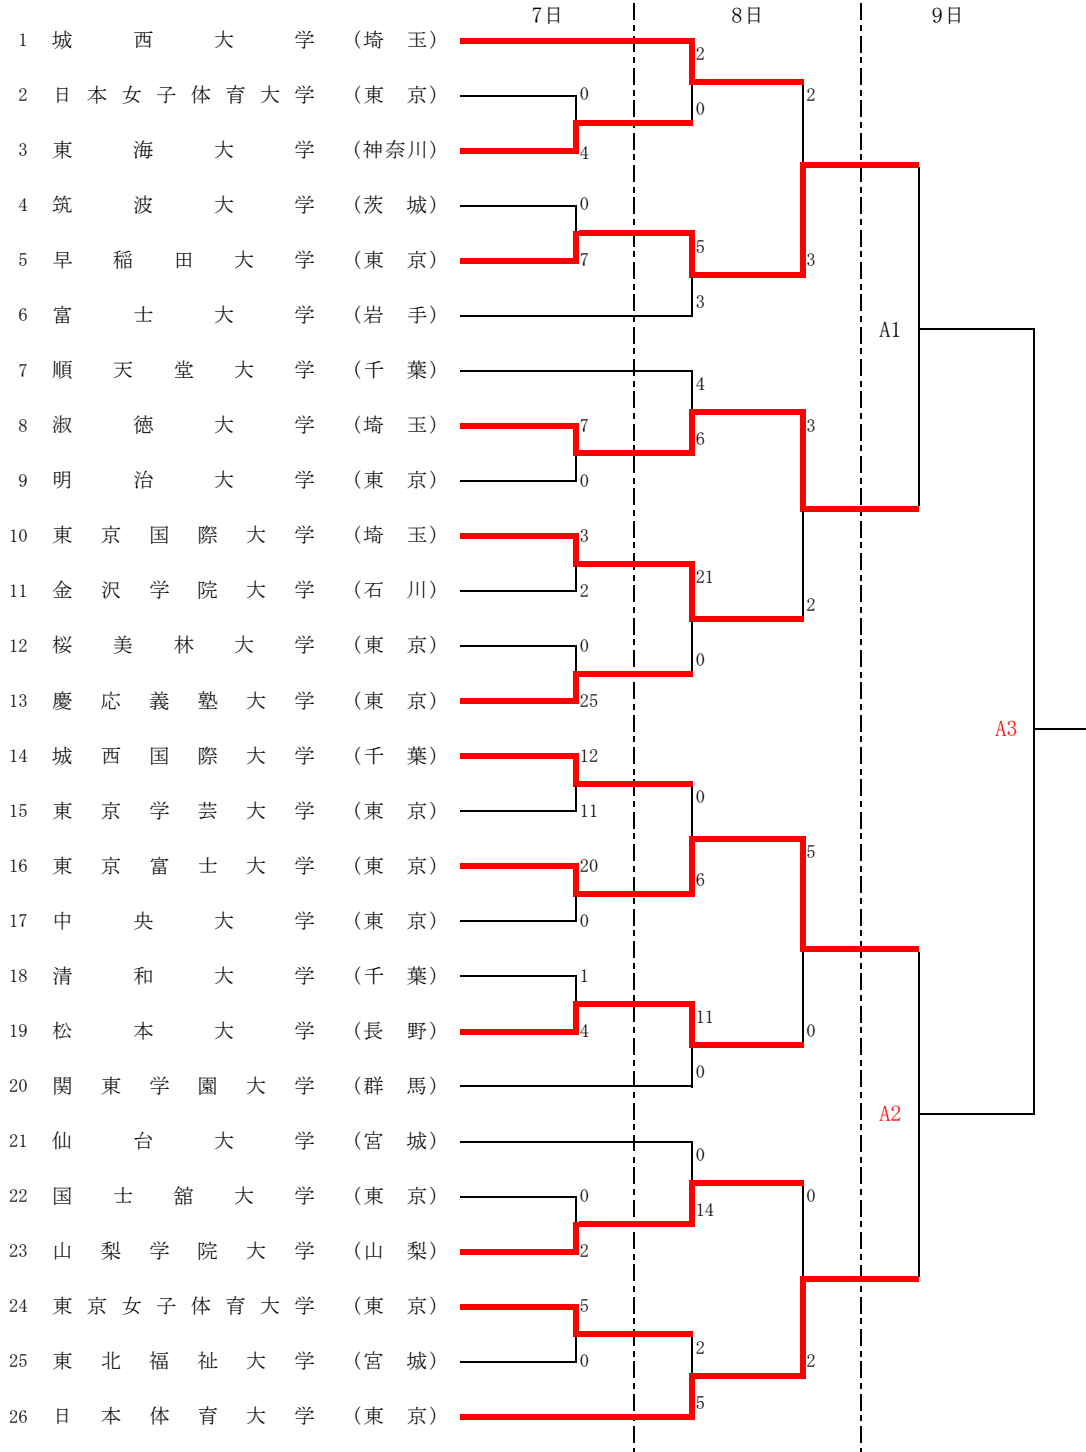 7日 8日 9日
1 城西大学 (埼玉)
2
2 日本女子体育大学 (東京) 0 2
0
3 東海大学 (神奈川) 4
4 筑波大学 (茨城) 0
5
5 早稲田大学 (東京) 7 3
3
6 富士大学 (岩手)
A1
7 順天堂大学 (千葉)
4
8 淑徳大学 (埼玉) 7 3
6
9 明治大学 (東京) 0
10 東京国際大学 (埼玉) 3
21
11 金沢学院大学 (石川) 2
2
12 桜美林大学 (東京) 0
0
13 慶応義塾大学 (東京) 25
A3
14 城西国際大学 (千葉) 12
0
15 東京学芸大学 (東京) 11
5
16 東京富士大学 (東京) 20
6
17 中央大学 (東京) 0
18 清和大学 (千葉) 1
11
19 松本大学 (長野) 4 0
0
20 関東学園大学 (群馬)
A2
21 仙台大学 (宮城)
0
22 国士舘大学 (東京) 0 0
14
23 山梨学院大学 (山梨) 2
24 東京女子体育大学 (東京) 5
2
25 東北福祉大学 (宮城) 0 2
5
26 日本体育大学 (東京)